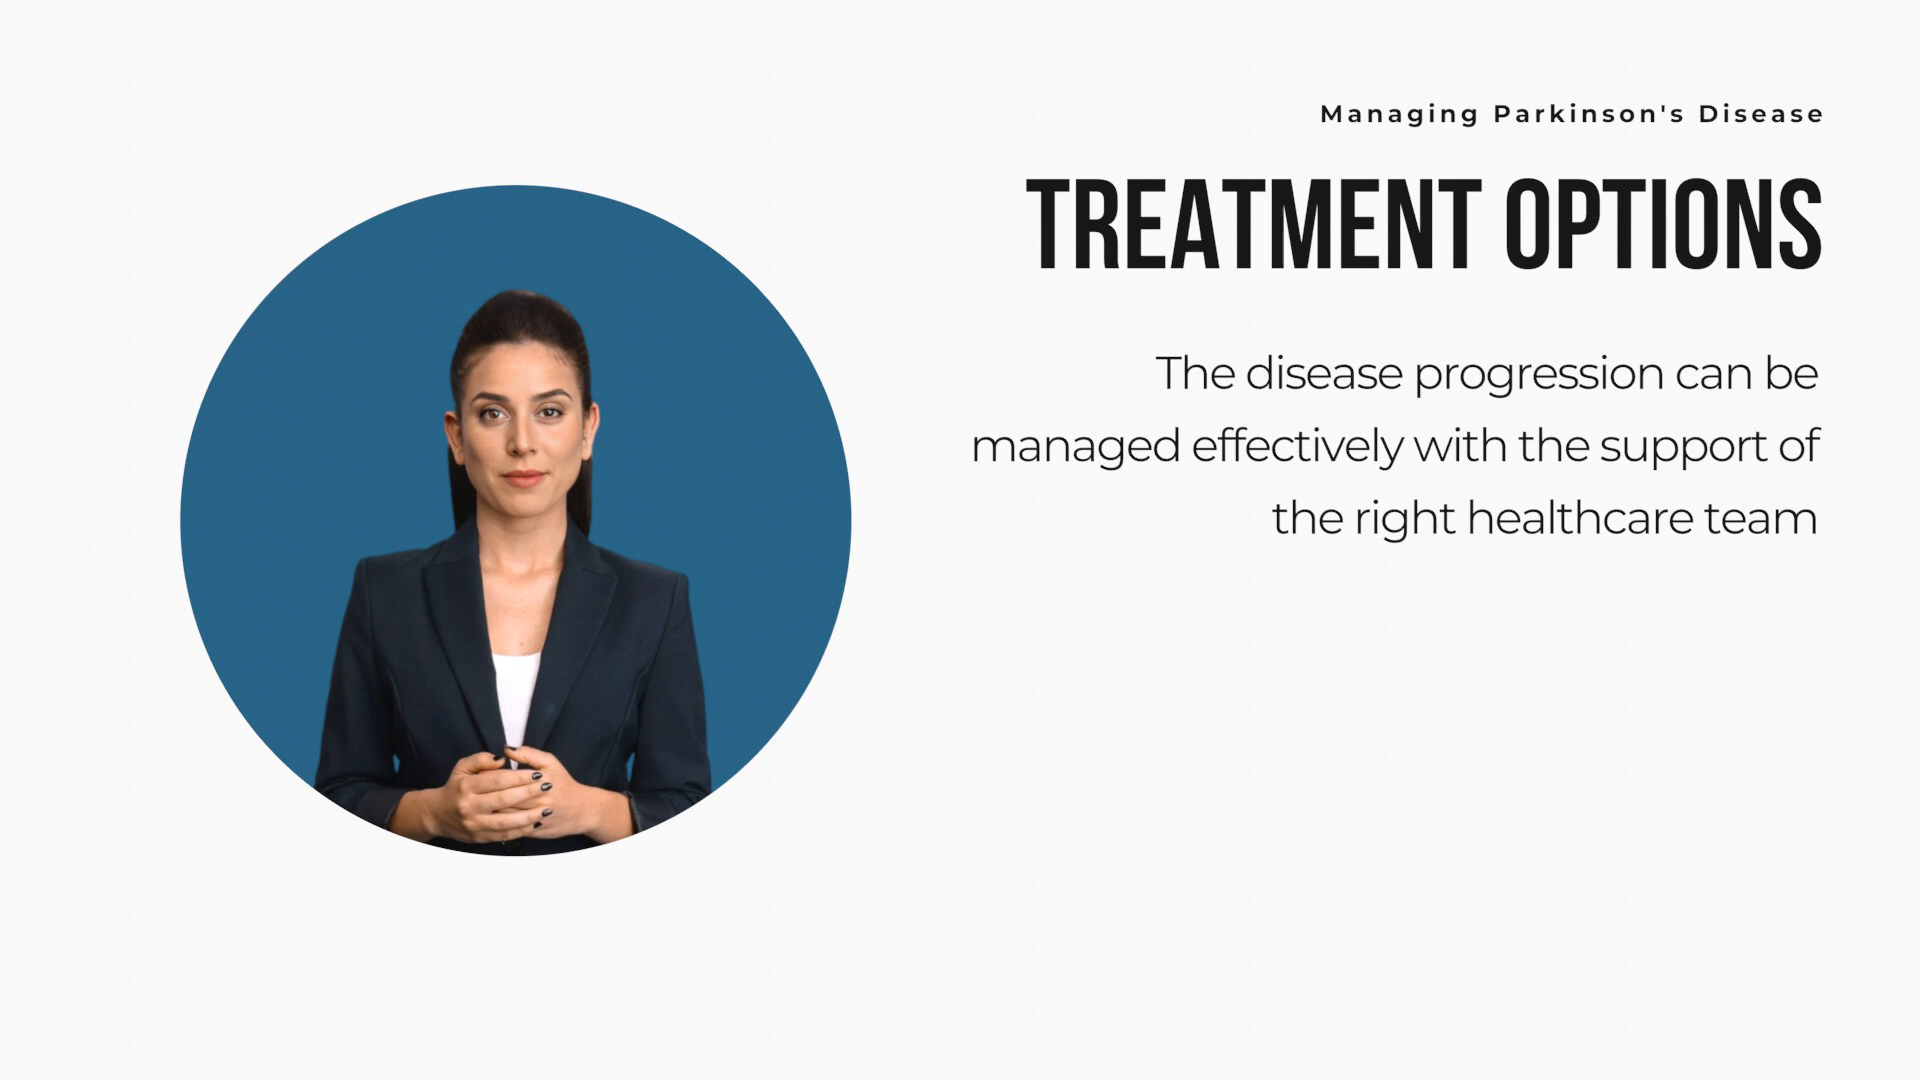 Managing Parkinson's Disease
TREATMENT OPTIONS
The disease progression can be
managed effectively with the support of
the right healthcare team